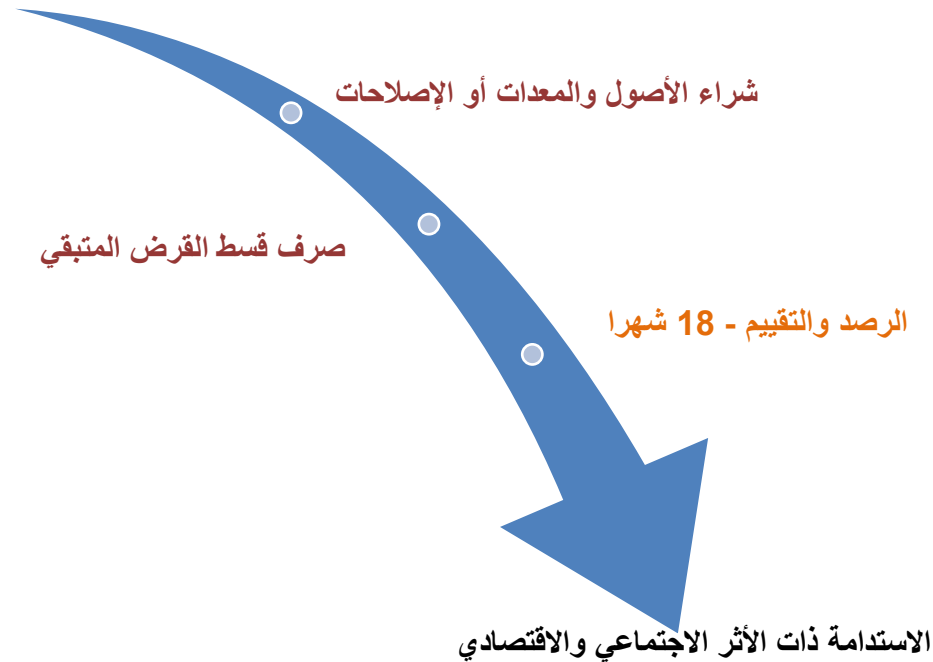 شراء الأصول والمعدات أو الإصلاحات
صرف قسط القرض المتبقي
الرصد والتقييم - 18 شهرا
الاستدامة ذات الأثر الاجتماعي والاقتصادي